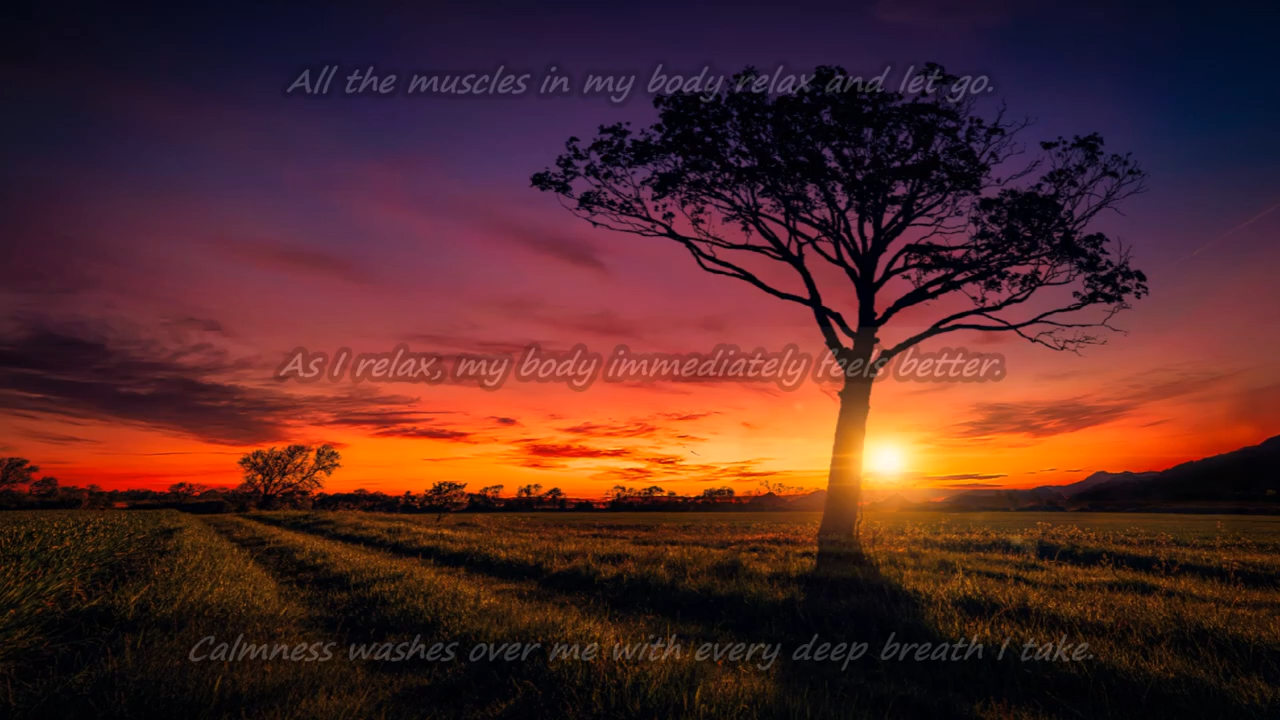 All the muscles in my body relax and let go.
As I relax, my body immediately feels better.
Calmness washes over me with every deep breath I take.